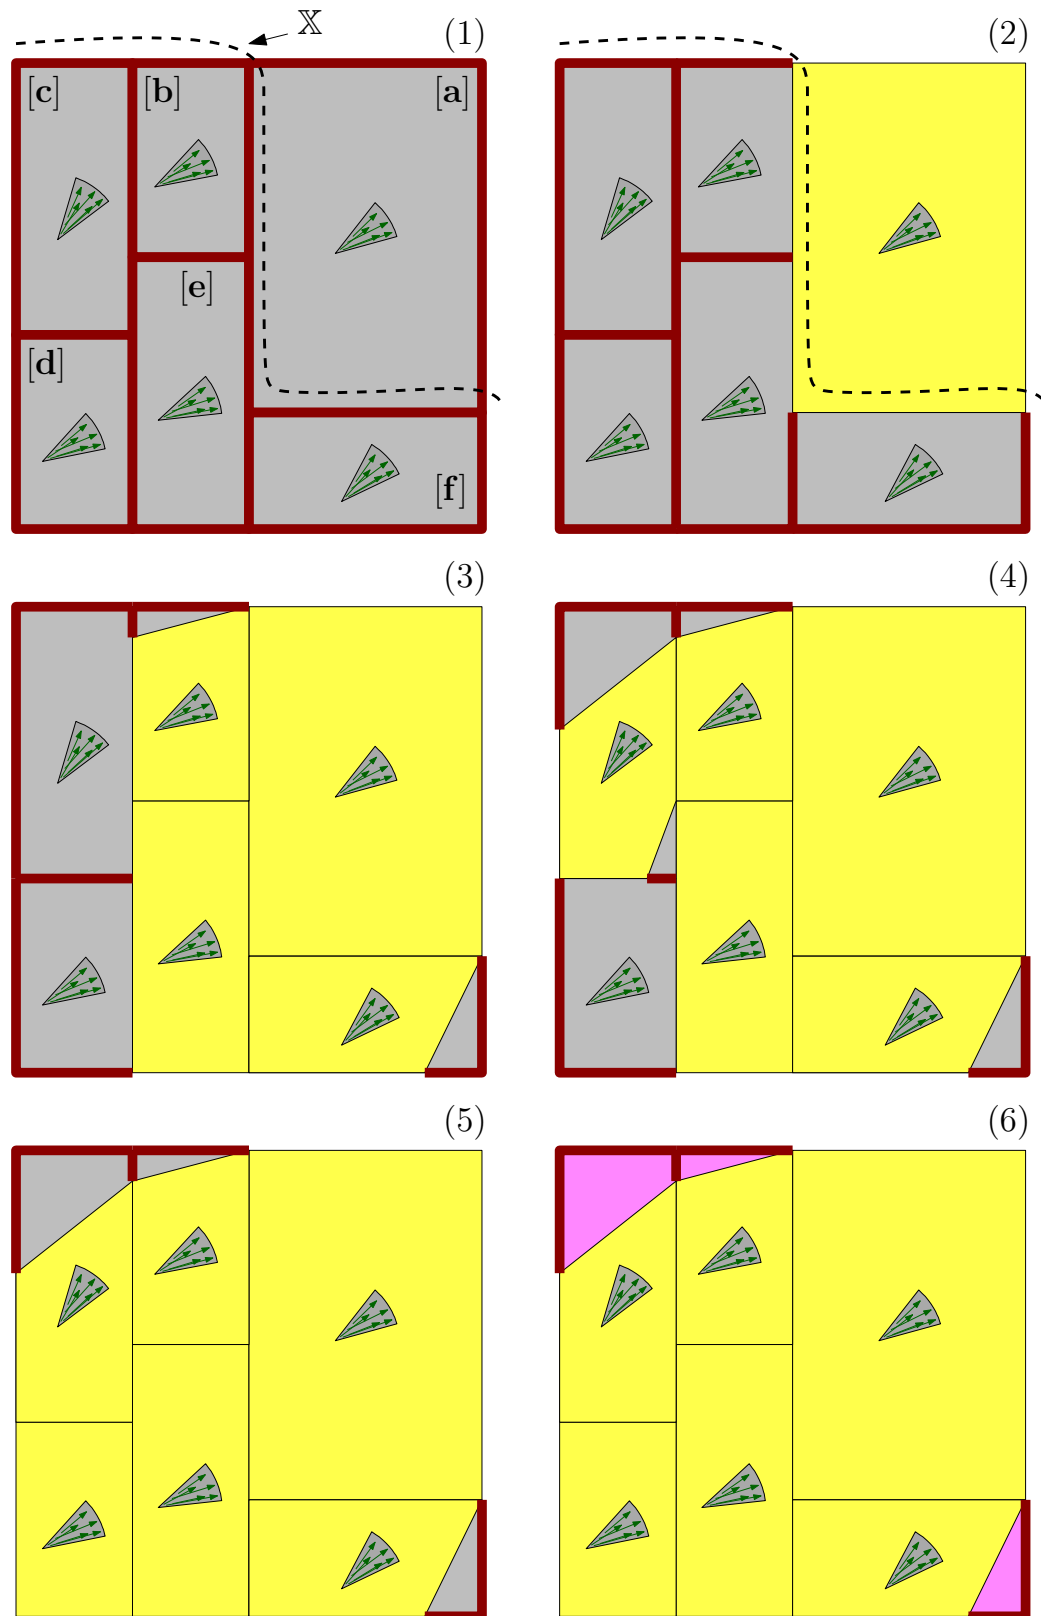 𝕏
(1)
(2)
[c]
[b]
[a]
[e]
[d]
[f]
(3)
(4)
(5)
(6)